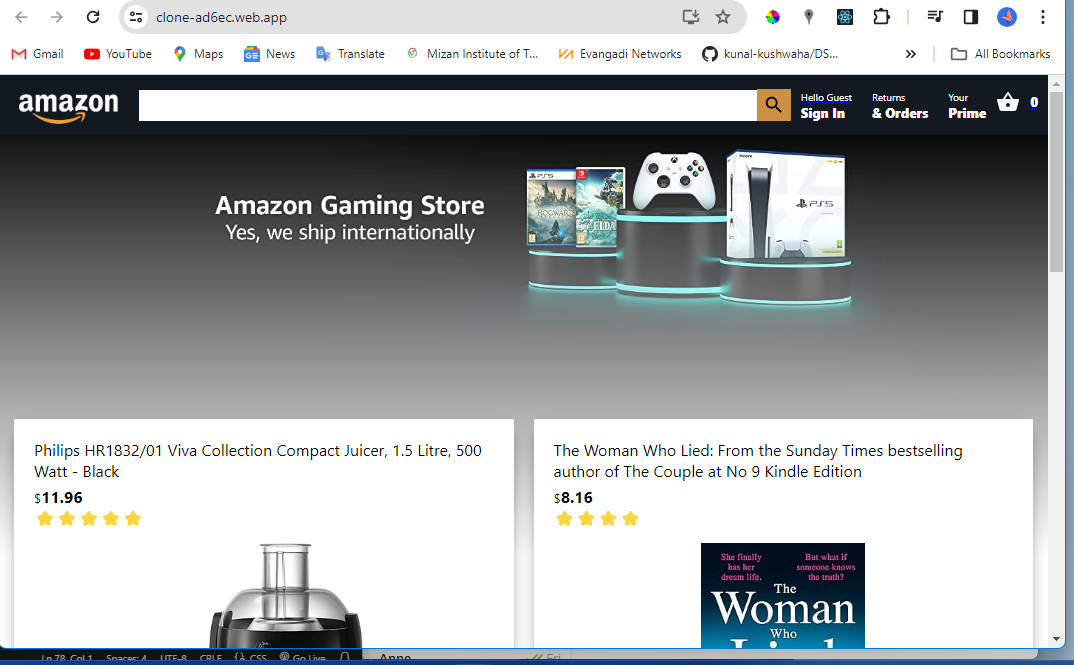 clone-ad6ec.web.app
Gmail YouTube Maps News Translate Mizan Institute of T... Evangadi Networks kunal-kushwaha/DS... » All Bookmarks
amazon
Hello Guest
Sign In
Returns
& Orders
Your
Prime
0
Amazon Gaming Store
Yes, we ship internationally
PS5
HOGWARTS
ZELDA
SONY
PS5
Philips HR1832/01 Viva Collection Compact Juicer, 1.5 Litre, 500
Watt - Black
$11.96
The Woman Who Lied: From the Sunday Times bestselling
author of The Couple at No 9 Kindle Edition
$8.16
She finally
has her
dream life.
But what if
someone knows
the truth?
The
Woman
Who
Ln 78, Col 1 Spaces: 4 UTF-8 CRLF {} CSS Go Live
Anne
Fri